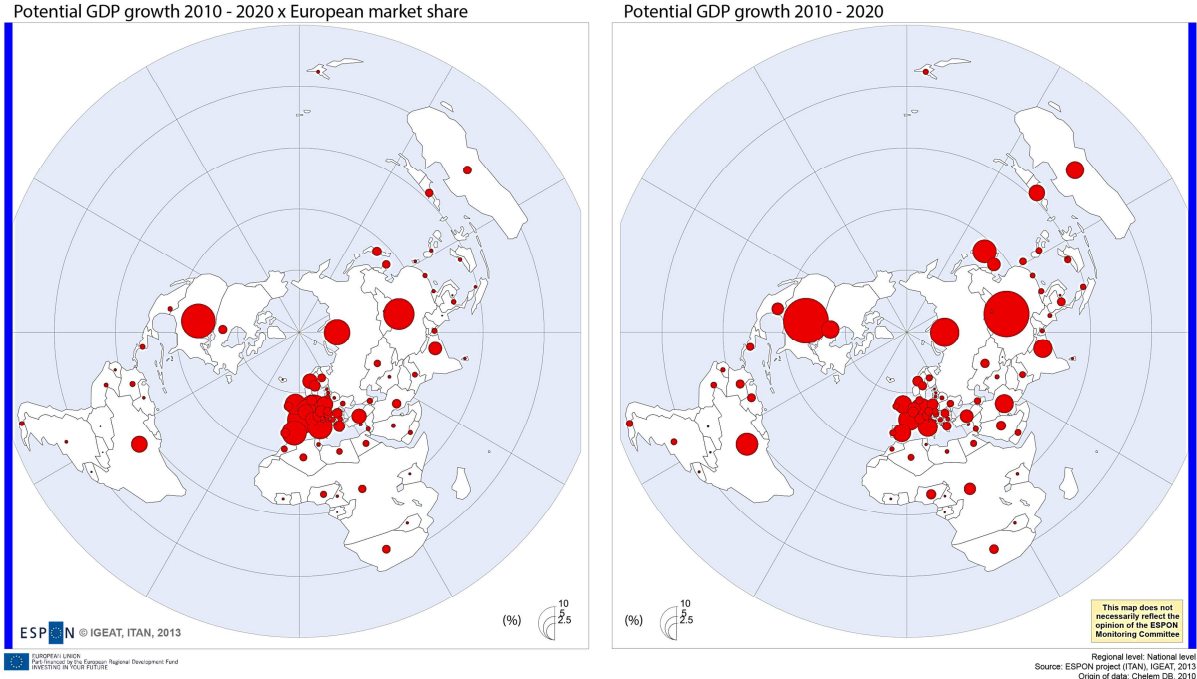 Potential GDP growth 2010 - 2020 x European market share
Potential GDP growth 2010 - 2020
(%)
10
5
2.5
(%)
10
5
2.5
This map does not
necessarily reflect the
opinion of the ESPON
Monitoring Committee
ESPON © IGEAT, ITAN, 2013
EUROPEAN UNION
Part-financed by the European Regional Development Fund
INVESTING IN YOUR FUTURE
Regional level: National level
Source: ESPON project (ITAN), IGEAT, 2013
Origin of data: Chelem DB, 2010